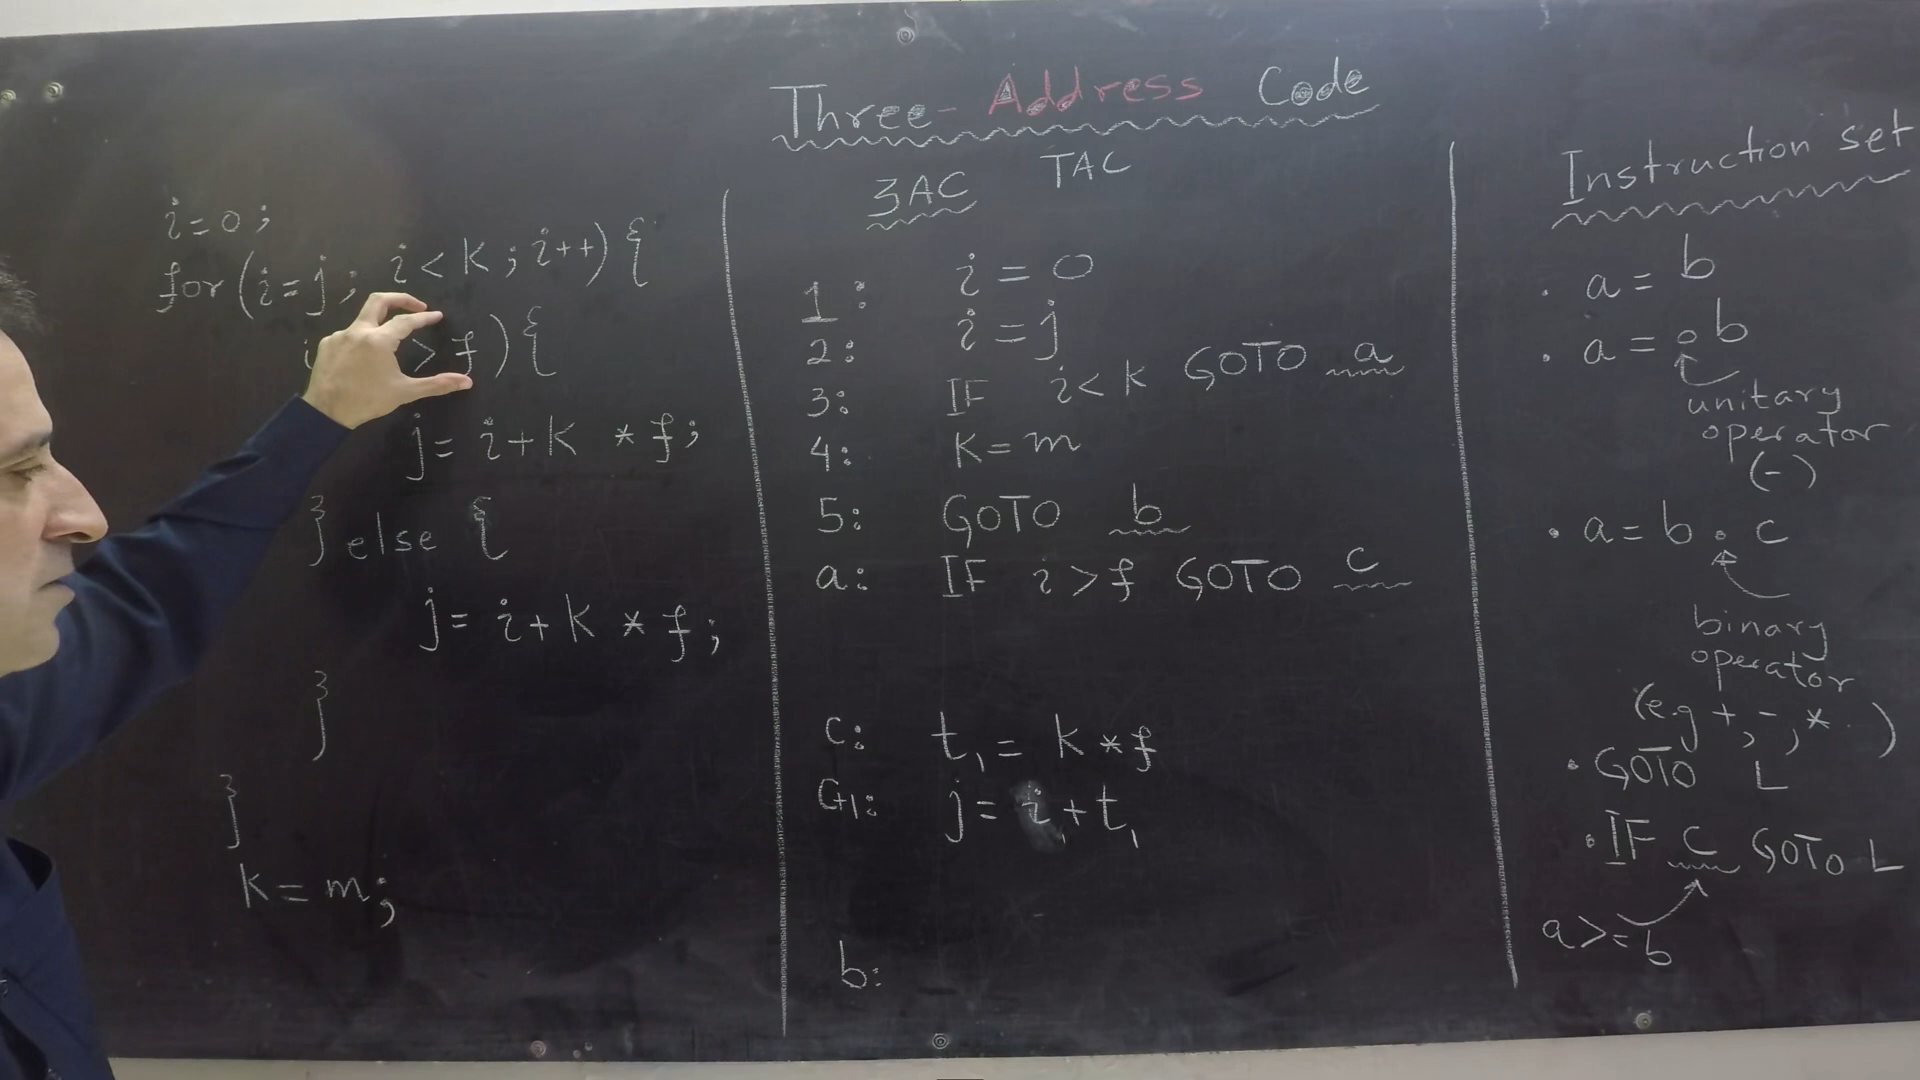 Three-Address Code
3AC TAC
i=0;
for(i=j; i<k; i++){
i >f){
j= i+k *f;
}else {
j= i+k * f;
}
}
k=m;
1: i=0
2: i=j
3: IF i<k GOTO a
4: k=m
5: GOTO b
a: IF i>f GOTO c
c: t1= k*f
j= i+t1
b:
Instruction set
• a= b
• a= ∘b
unitary
operator
(-)
• a= b ∘ c
binary
operator
(e.g +,-,* )
• GOTO L
• IF c GOTO L
a>=b